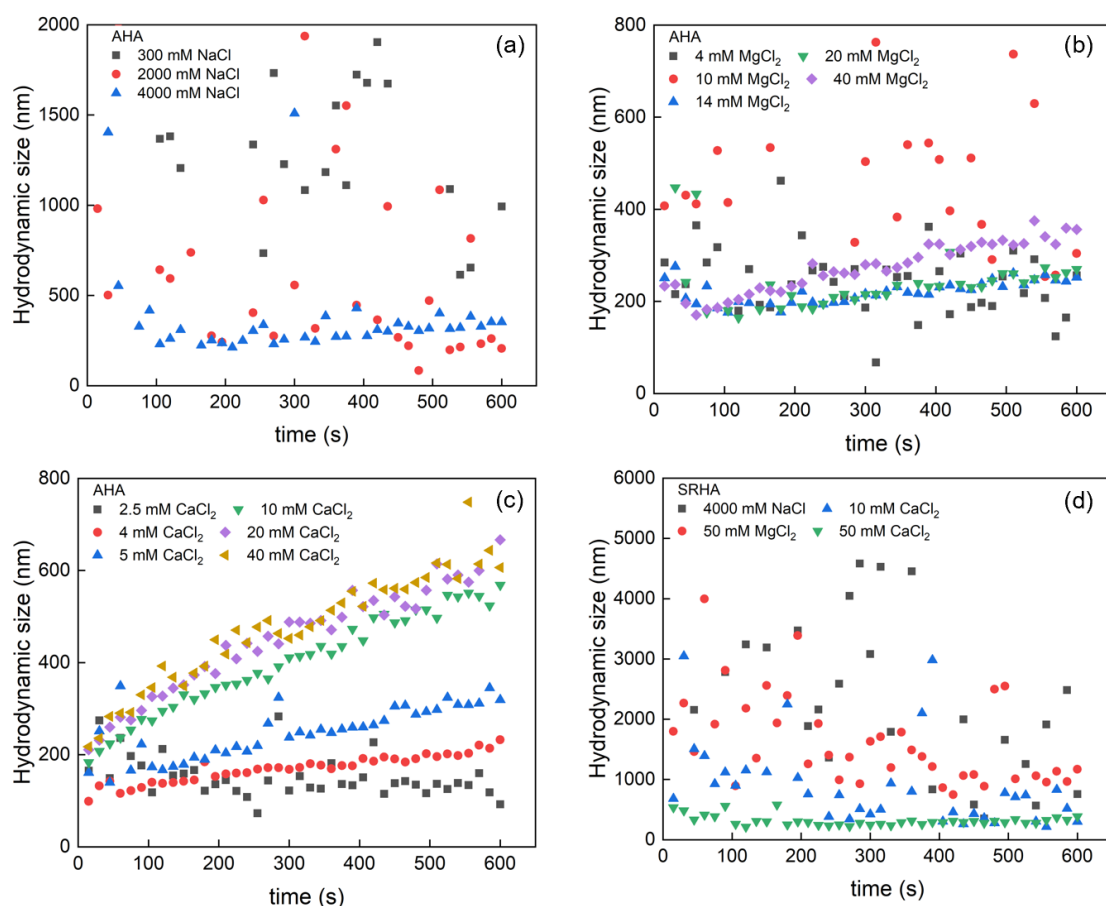 AHA
(a)
300 mM NaCl
2000 mM NaCl
4000 mM NaCl
Hydrodynamic size (nm)
2000
1500
1000
500
0
0 100 200 300 400 500 600
time (s)
AHA
(b)
4 mM MgCl₂ 20 mM MgCl₂
10 mM MgCl₂ 40 mM MgCl₂
14 mM MgCl₂
Hydrodynamic size (nm)
800
600
400
200
0
0 100 200 300 400 500 600
time (s)
AHA
(c)
2.5 mM CaCl₂ 10 mM CaCl₂
4 mM CaCl₂ 20 mM CaCl₂
5 mM CaCl₂ 40 mM CaCl₂
Hydrodynamic size (nm)
800
600
400
200
0
0 100 200 300 400 500 600
time (s)
SRHA
(d)
4000 mM NaCl 10 mM CaCl₂
50 mM MgCl₂ 50 mM CaCl₂
Hydrodynamic size (nm)
6000
5000
4000
3000
2000
1000
0
0 100 200 300 400 500 600
time (s)